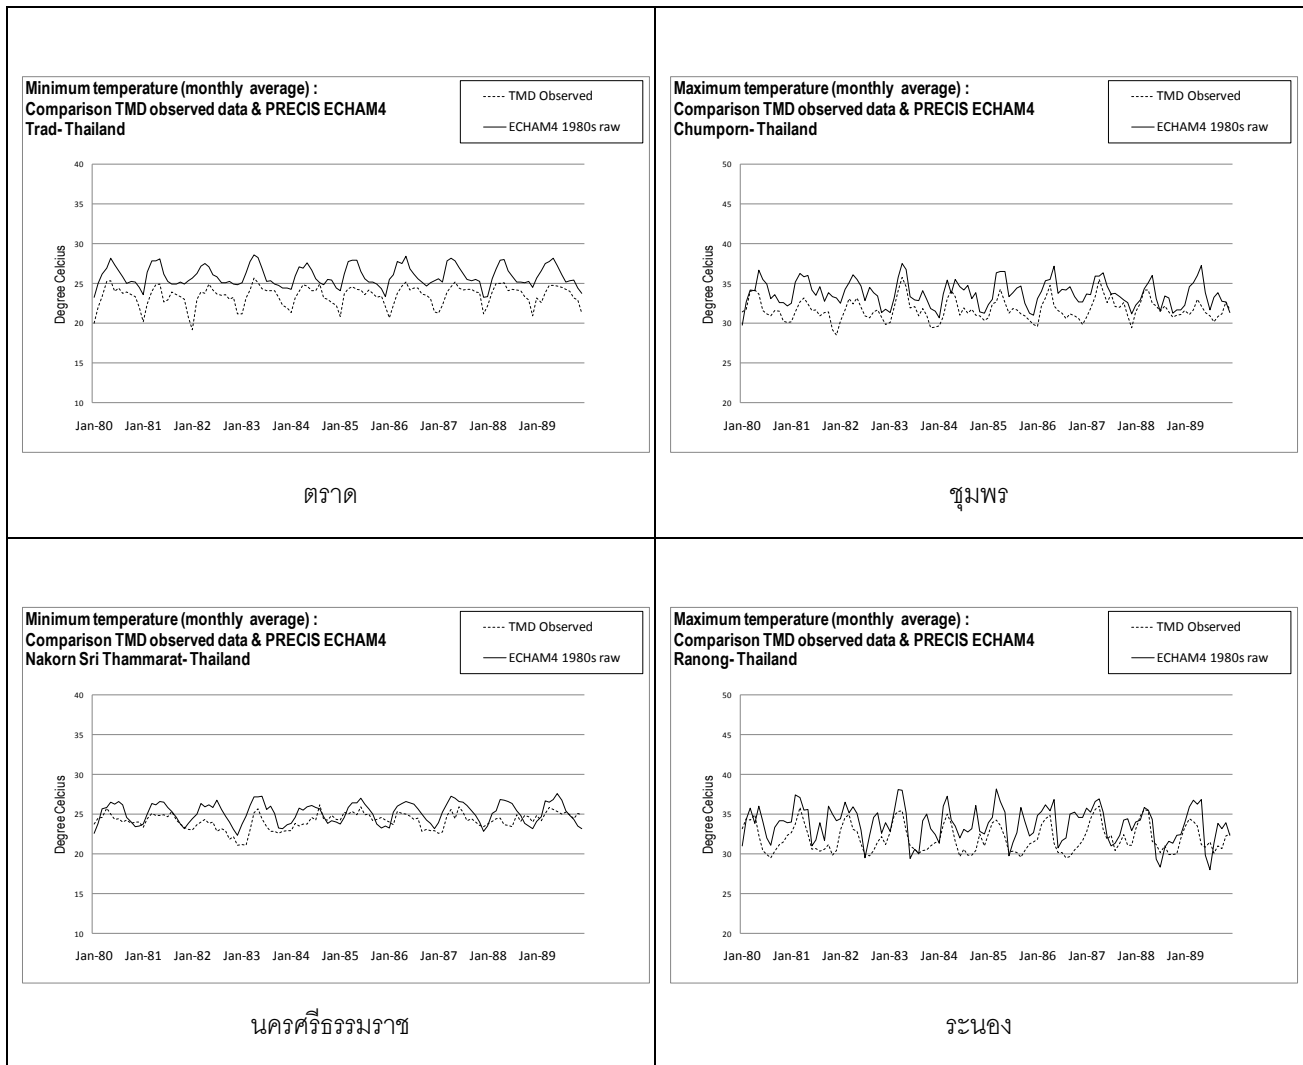 Minimum temperature (monthly average) :
Comparison TMD observed data & PRECIS ECHAM4
Trad- Thailand
TMD Observed
ECHAM4 1980s raw
40
35
30
25
20
15
10
Degree Celcius
Jan-80 Jan-81 Jan-82 Jan-83 Jan-84 Jan-85 Jan-86 Jan-87 Jan-88 Jan-89
ตราด
Maximum temperature (monthly average) :
Comparison TMD observed data & PRECIS ECHAM4
Chumporn- Thailand
TMD Observed
ECHAM4 1980s raw
50
45
40
35
30
25
20
Degree Celcius
Jan-80 Jan-81 Jan-82 Jan-83 Jan-84 Jan-85 Jan-86 Jan-87 Jan-88 Jan-89
ชุมพร
Minimum temperature (monthly average) :
Comparison TMD observed data & PRECIS ECHAM4
Nakorn Sri Thammarat- Thailand
TMD Observed
ECHAM4 1980s raw
40
35
30
25
20
15
10
Degree Celcius
Jan-80 Jan-81 Jan-82 Jan-83 Jan-84 Jan-85 Jan-86 Jan-87 Jan-88 Jan-89
นครศรีธรรมราช
Maximum temperature (monthly average) :
Comparison TMD observed data & PRECIS ECHAM4
Ranong- Thailand
TMD Observed
ECHAM4 1980s raw
50
45
40
35
30
25
20
Degree Celcius
Jan-80 Jan-81 Jan-82 Jan-83 Jan-84 Jan-85 Jan-86 Jan-87 Jan-88 Jan-89
ระนอง